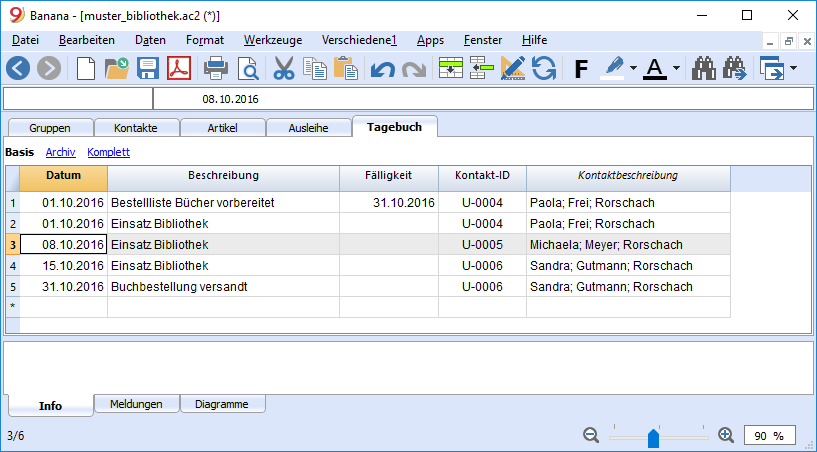 Banana - [muster_bibliothek.ac2 (*)]
Datei Bearbeiten Daten Format Werkzeuge Verschiedene1 Apps Fenster Hilfe
F A
08.10.2016
Gruppen Kontakte Artikel Ausleihe Tagebuch
Basis Archiv Komplett
Datum Beschreibung Fälligkeit Kontakt-ID Kontaktbeschreibung
1 01.10.2016 Bestellliste Bücher vorbereitet 31.10.2016 U-0004 Paola; Frei; Rorschach
2 01.10.2016 Einsatz Bibliothek U-0004 Paola; Frei; Rorschach
3 08.10.2016 Einsatz Bibliothek U-0005 Michaela; Meyer; Rorschach
4 15.10.2016 Einsatz Bibliothek U-0006 Sandra; Gutmann; Rorschach
5 31.10.2016 Buchbestellung versandt U-0006 Sandra; Gutmann; Rorschach
*
Info Meldungen Diagramme
3/6 90 %